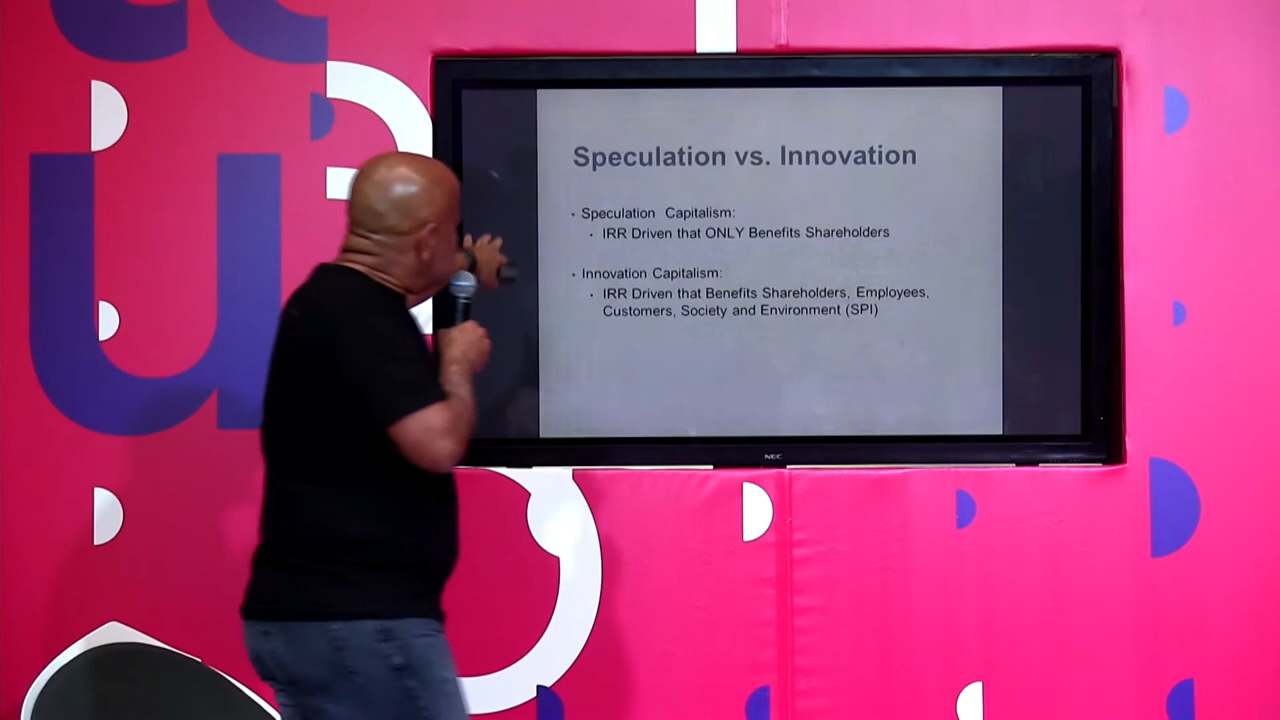 u
Speculation vs. Innovation
• Speculation Capitalism:
• IRR Driven that ONLY Benefits Shareholders
• Innovation Capitalism:
• IRR Driven that Benefits Shareholders, Employees,
Customers, Society and Environment (SPI)
NEC